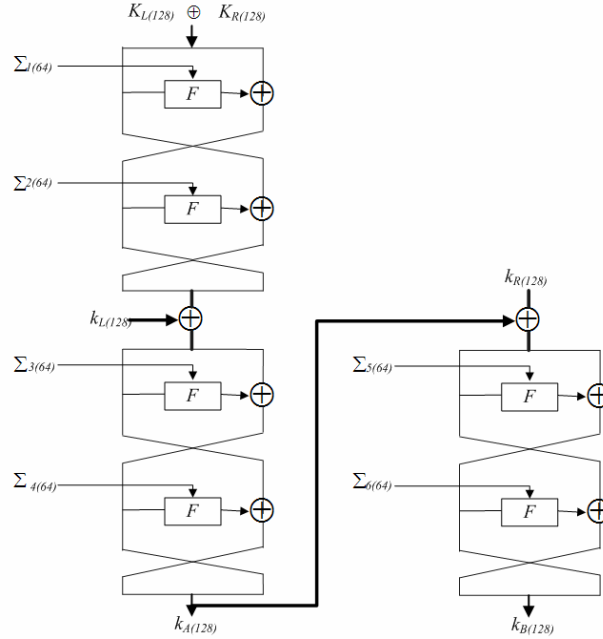 K_L(128) ⊕ K_R(128)
Σ1(64)
F
Σ2(64)
F
k_L(128)
Σ3(64)
F
Σ4(64)
F
k_A(128)
k_R(128)
Σ5(64)
F
Σ6(64)
F
k_B(128)